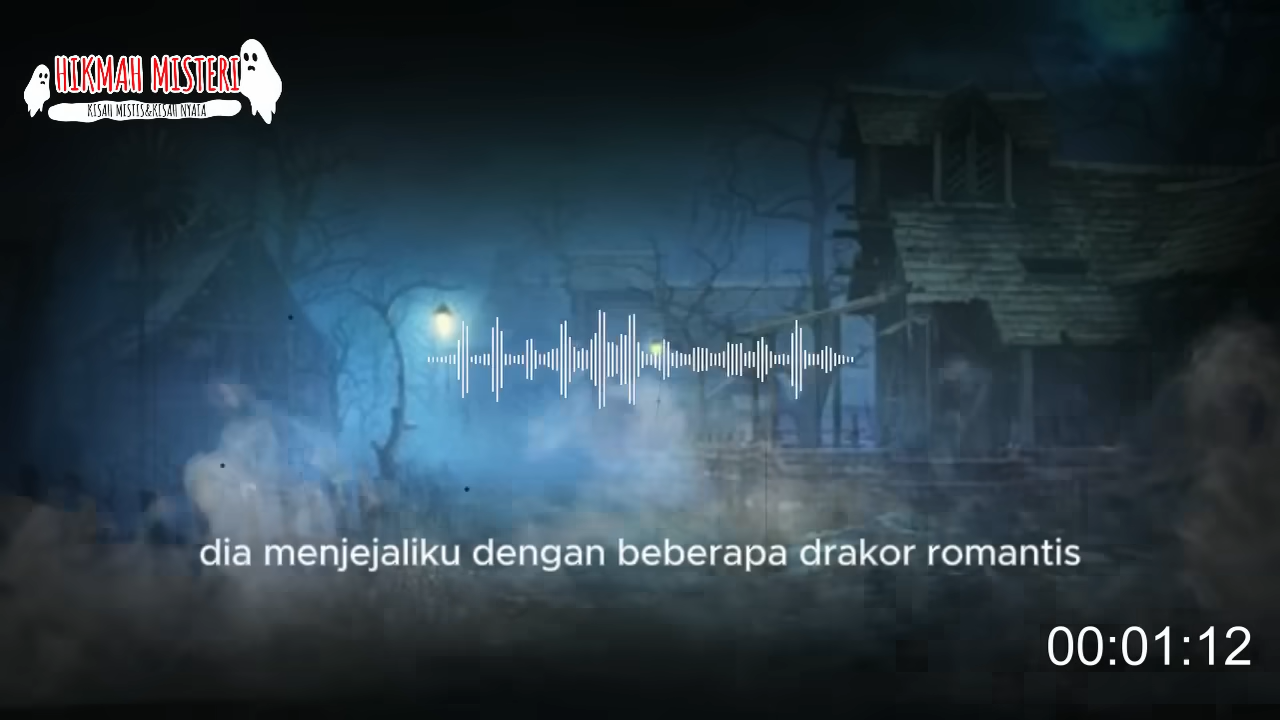 HIKMAH MISTERI
KISAH MISTIS&KISAH NYATA
dia menjejaliku dengan beberapa drakor romantis
00:01:12